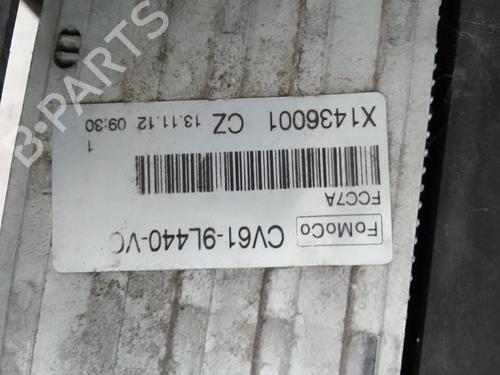 FoMoCo CV61-9L440-VC
FCC7A
1
X1436001 CZ 13.11.12 09:30
B-PARTS